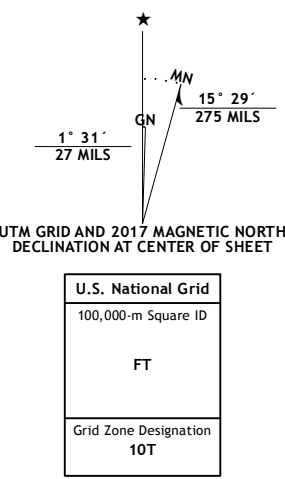 ★
MN
15° 29´
275 MILS
GN
1° 31´
27 MILS
UTM GRID AND 2017 MAGNETIC NORTH
DECLINATION AT CENTER OF SHEET
U.S. National Grid
100,000-m Square ID
FT
Grid Zone Designation
10T